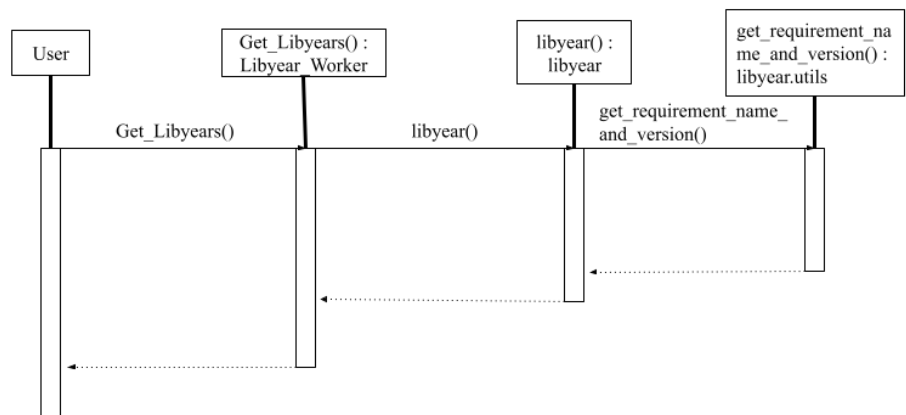 User
Get_Libyears() :
Libyear_Worker
libyear() :
libyear
get_requirement_na
me_and_version() :
libyear.utils
Get_Libyears()
libyear()
get_requirement_name_
and_version()